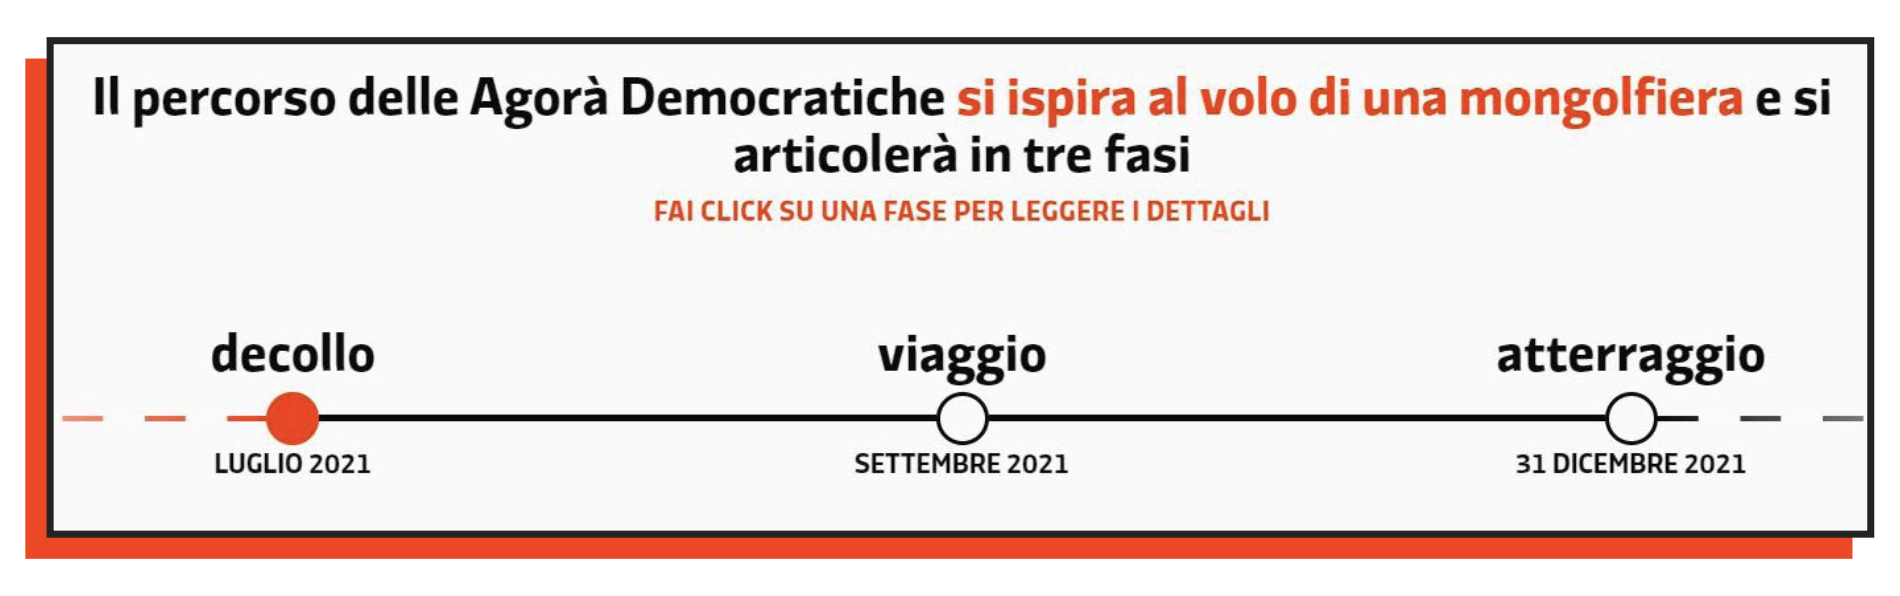 Il percorso delle Agorà Democratiche si ispira al volo di una mongolfiera e si
articolerà in tre fasi
FAI CLICK SU UNA FASE PER LEGGERE I DETTAGLI
decollo
viaggio
atterraggio
LUGLIO 2021
SETTEMBRE 2021
31 DICEMBRE 2021